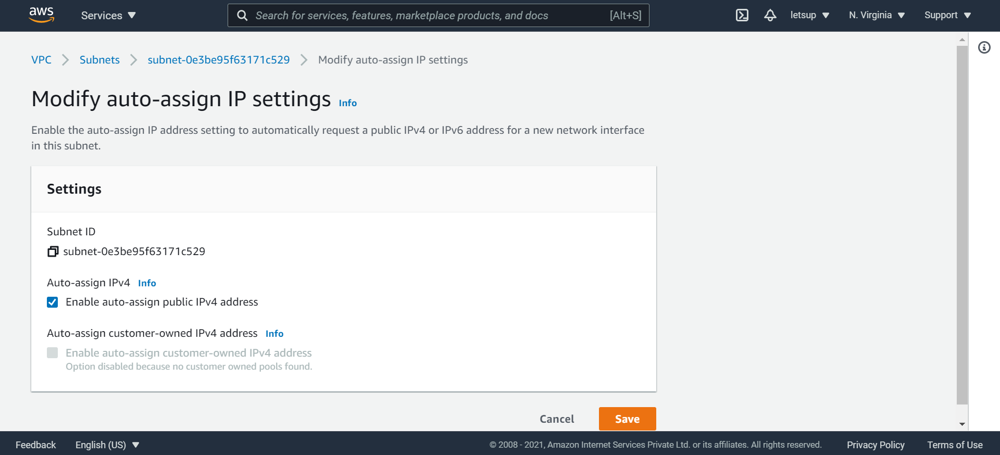 aws
Services
Search for services, features, marketplace products, and docs [Alt+S]
letsup
N. Virginia
Support
VPC Subnets subnet-0e3be95f63171c529 Modify auto-assign IP settings
Modify auto-assign IP settings Info
Enable the auto-assign IP address setting to automatically request a public IPv4 or IPv6 address for a new network interface
in this subnet.
Settings
Subnet ID
subnet-0e3be95f63171c529
Auto-assign IPv4 Info
Enable auto-assign public IPv4 address
Auto-assign customer-owned IPv4 address Info
Enable auto-assign customer-owned IPv4 address
Option disabled because no customer owned pools found.
Cancel Save
Feedback English (US) © 2008 - 2021, Amazon Internet Services Private Ltd. or its affiliates. All rights reserved. Privacy Policy Terms of Use